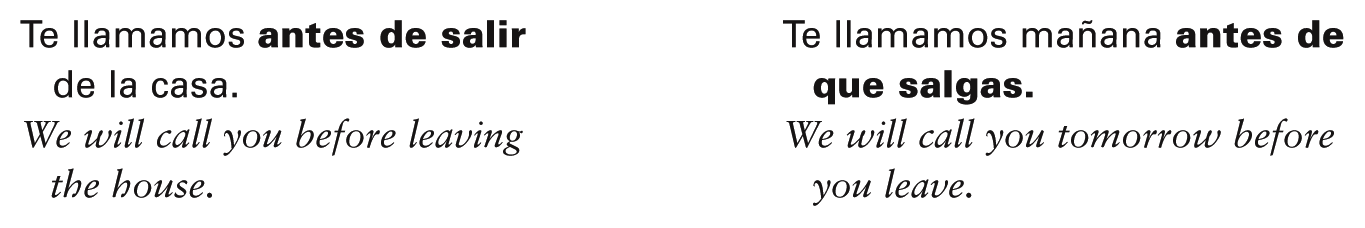 Te llamamos antes de salir
de la casa.
We will call you before leaving
the house.
Te llamamos mañana antes de
que salgas.
We will call you tomorrow before
you leave.